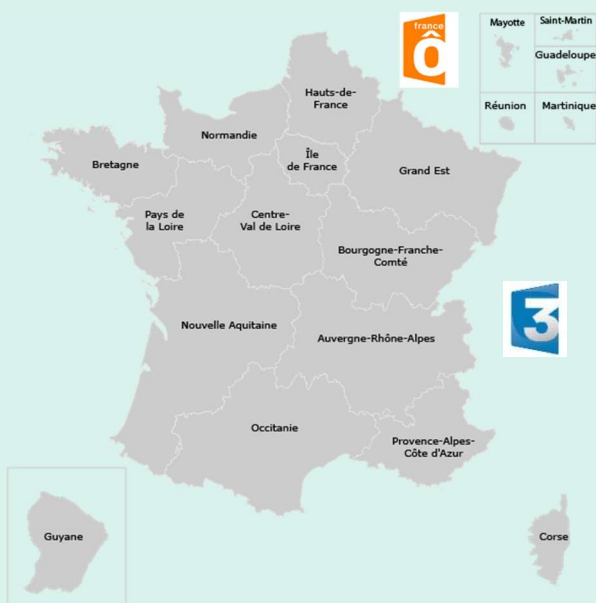 france
Ô
Mayotte
Saint-Martin
Guadeloupe
Réunion
Martinique
Hauts-de-
France
Normandie
Île
de France
Bretagne
Grand Est
Pays de
la Loire
Centre-
Val de Loire
Bourgogne-Franche-
Comté
3
Nouvelle Aquitaine
Auvergne-Rhône-Alpes
Occitanie
Provence-Alpes-
Côte d'Azur
Guyane
Corse